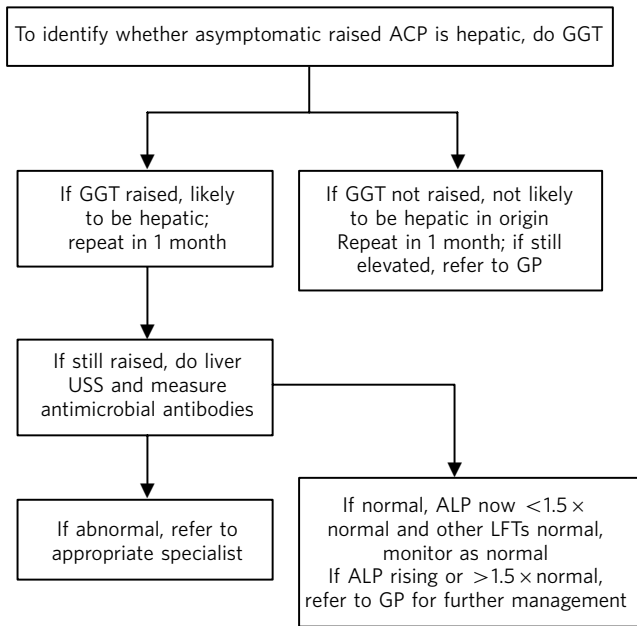 To identify whether asymptomatic raised ACP is hepatic, do GGT
If GGT raised, likely
to be hepatic;
repeat in 1 month
If GGT not raised, not likely
to be hepatic in origin
Repeat in 1 month; if still
elevated, refer to GP
If still raised, do liver
USS and measure
antimicrobial antibodies
If abnormal, refer to
appropriate specialist
If normal, ALP now <1.5×
normal and other LFTs normal,
monitor as normal
If ALP rising or >1.5×normal,
refer to GP for further management